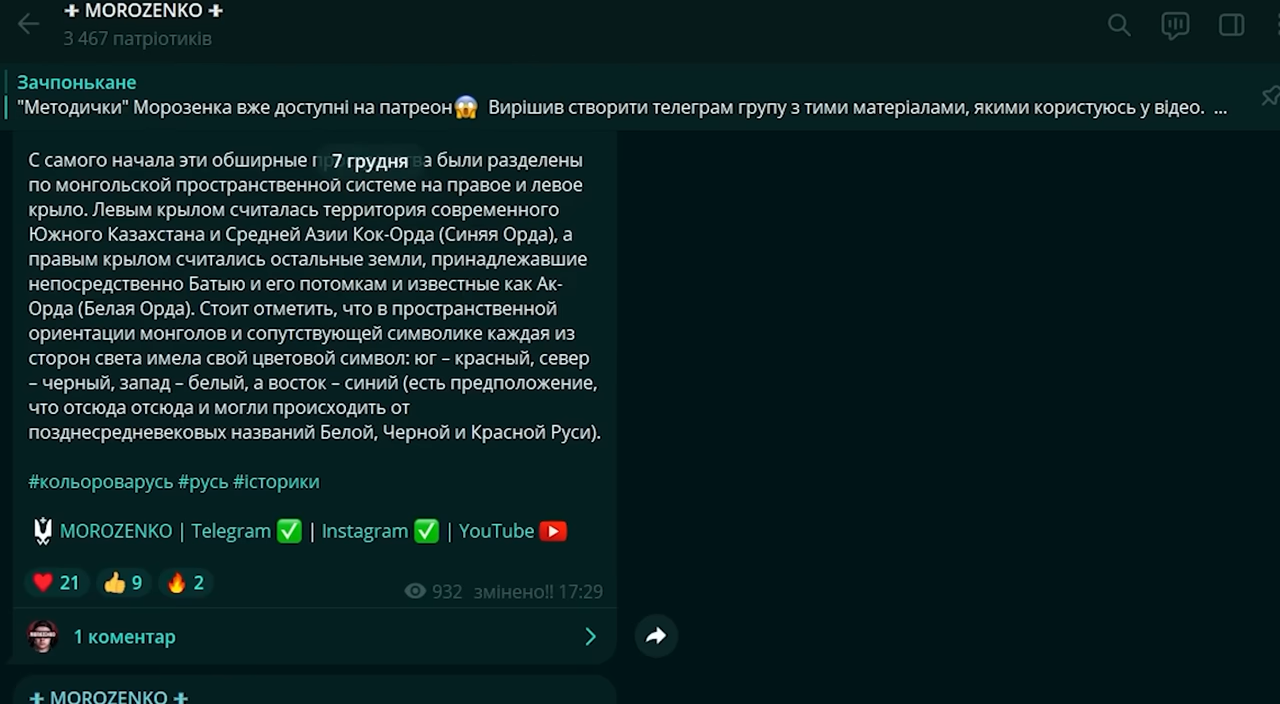 ✚ MOROZENKO ✚
3 467 патріотиків
Зачпонькане
"Методички" Морозенка вже доступні на патреон😱 Вирішив створити телеграм групу з тими матеріалами, якими користуюсь у відео. ...
7 грудня
С самого начала эти обширные были разделены
по монгольской пространственной системе на правое и левое
крыло. Левым крылом считалась территория современного
Южного Казахстана и Средней Азии Кок-Орда (Синяя Орда), а
правым крылом считались остальные земли, принадлежавшие
непосредственно Батыю и его потомкам и известные как Ак-
Орда (Белая Орда). Стоит отметить, что в пространственной
ориентации монголов и сопутствующей символике каждая из
сторон света имела свой цветовой символ: юг – красный, север
– черный, запад – белый, а восток – синий (есть предположение,
что отсюда отсюда и могли происходить от
позднесредневековых названий Белой, Черной и Красной Руси).
#кольороварусь #русь #історики
MOROZENKO | Telegram ✅ | Instagram ✅ | YouTube ▶
❤ 21 👍 9 🔥 2
932 змінено!! 17:29
1 коментар
✚ MOROZENKO ✚